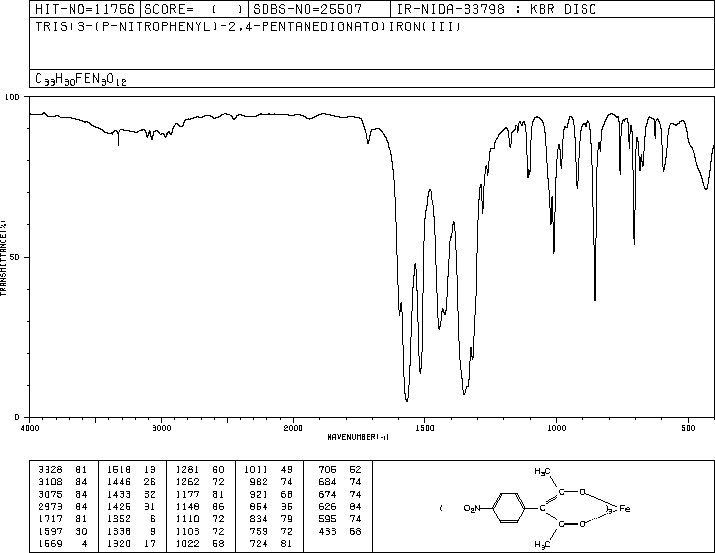 HIT-NO=11756 SCORE= ( ) SDBS-NO=25507 IR-NIDA-33798 : KBR DISC
TRIS(3-(P-NITROPHENYL)-2,4-PENTANEDIONATO)IRON(III)
C33H30FEN3O12
100
50
0
TRANSMITTANCE(%)
4000 3000 2000 1500 1000 500
WAVENUMBER(-1)
3328 81 1518 13 1281 60 1011 49 705 52
3108 84 1446 26 1262 72 982 74 684 74
3075 84 1433 32 1177 81 921 68 674 74
2973 84 1426 31 1148 86 854 36 626 84
1717 81 1352 6 1110 72 834 79 595 74
1597 30 1338 9 1103 72 759 72 433 68
1569 4 1320 17 1022 58 724 81
H3C
C O
( O2N C )3Fe
C O
H3C